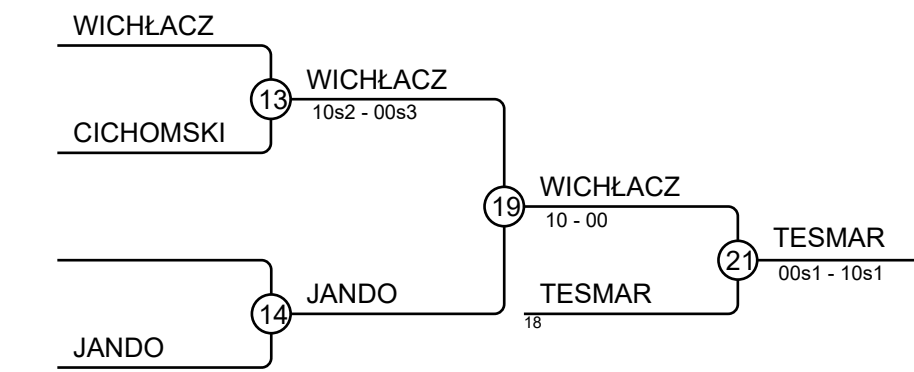 WICHŁACZ
WICHŁACZ
13
10s2 - 00s3
CICHOMSKI
WICHŁACZ
19
10 - 00
TESMAR
21
00s1 - 10s1
JANDO
TESMAR
14
18
JANDO